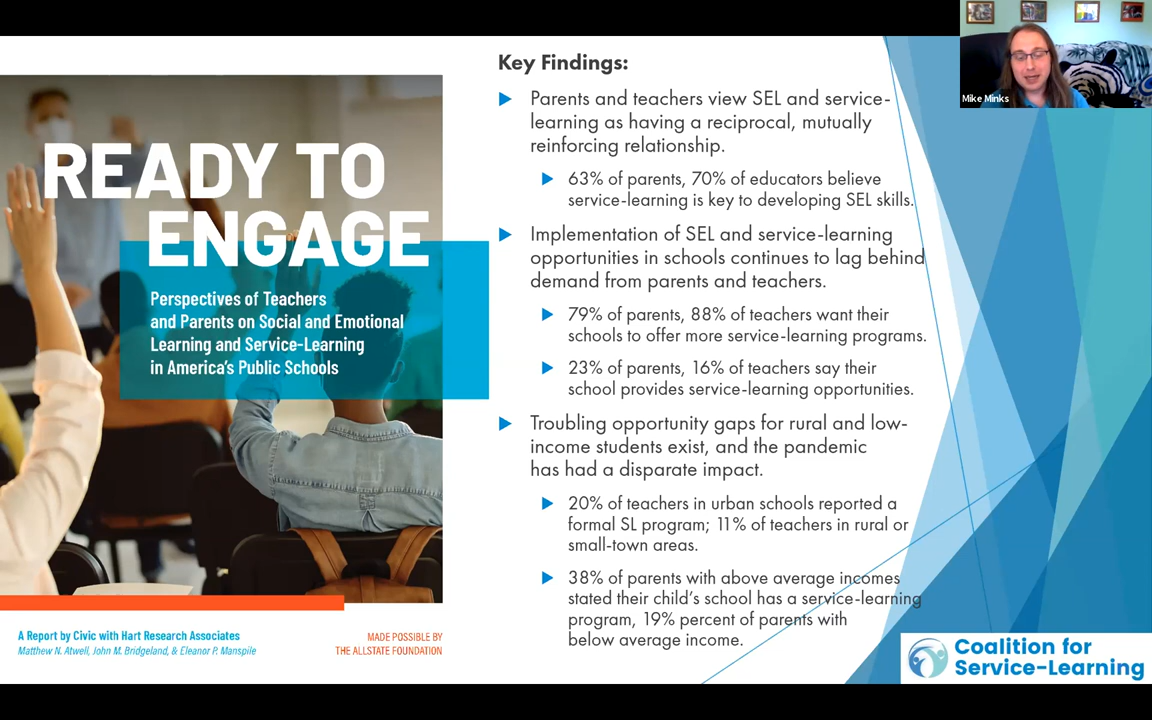 READY TO
ENGAGE
Perspectives of Teachers
and Parents on Social and Emotional
Learning and Service-Learning
in America's Public Schools
A Report by Civic with Hart Research Associates
Matthew N. Atwell, John M. Bridgeland, & Eleanor P. Manspile
MADE POSSIBLE BY
THE ALLSTATE FOUNDATION
Key Findings:
Parents and teachers view SEL and service-
learning as having a reciprocal, mutually
reinforcing relationship.
63% of parents, 70% of educators believe
service-learning is key to developing SEL skills.
Implementation of SEL and service-learning
opportunities in schools continues to lag behind
demand from parents and teachers.
79% of parents, 88% of teachers want their
schools to offer more service-learning programs.
23% of parents, 16% of teachers say their
school provides service-learning opportunities.
Troubling opportunity gaps for rural and low-
income students exist, and the pandemic
has had a disparate impact.
20% of teachers in urban schools reported a
formal SL program; 11% of teachers in rural or
small-town areas.
38% of parents with above average incomes
stated their child's school has a service-learning
program, 19% percent of parents with
below average income.
Mike Minks
Coalition for
Service-Learning